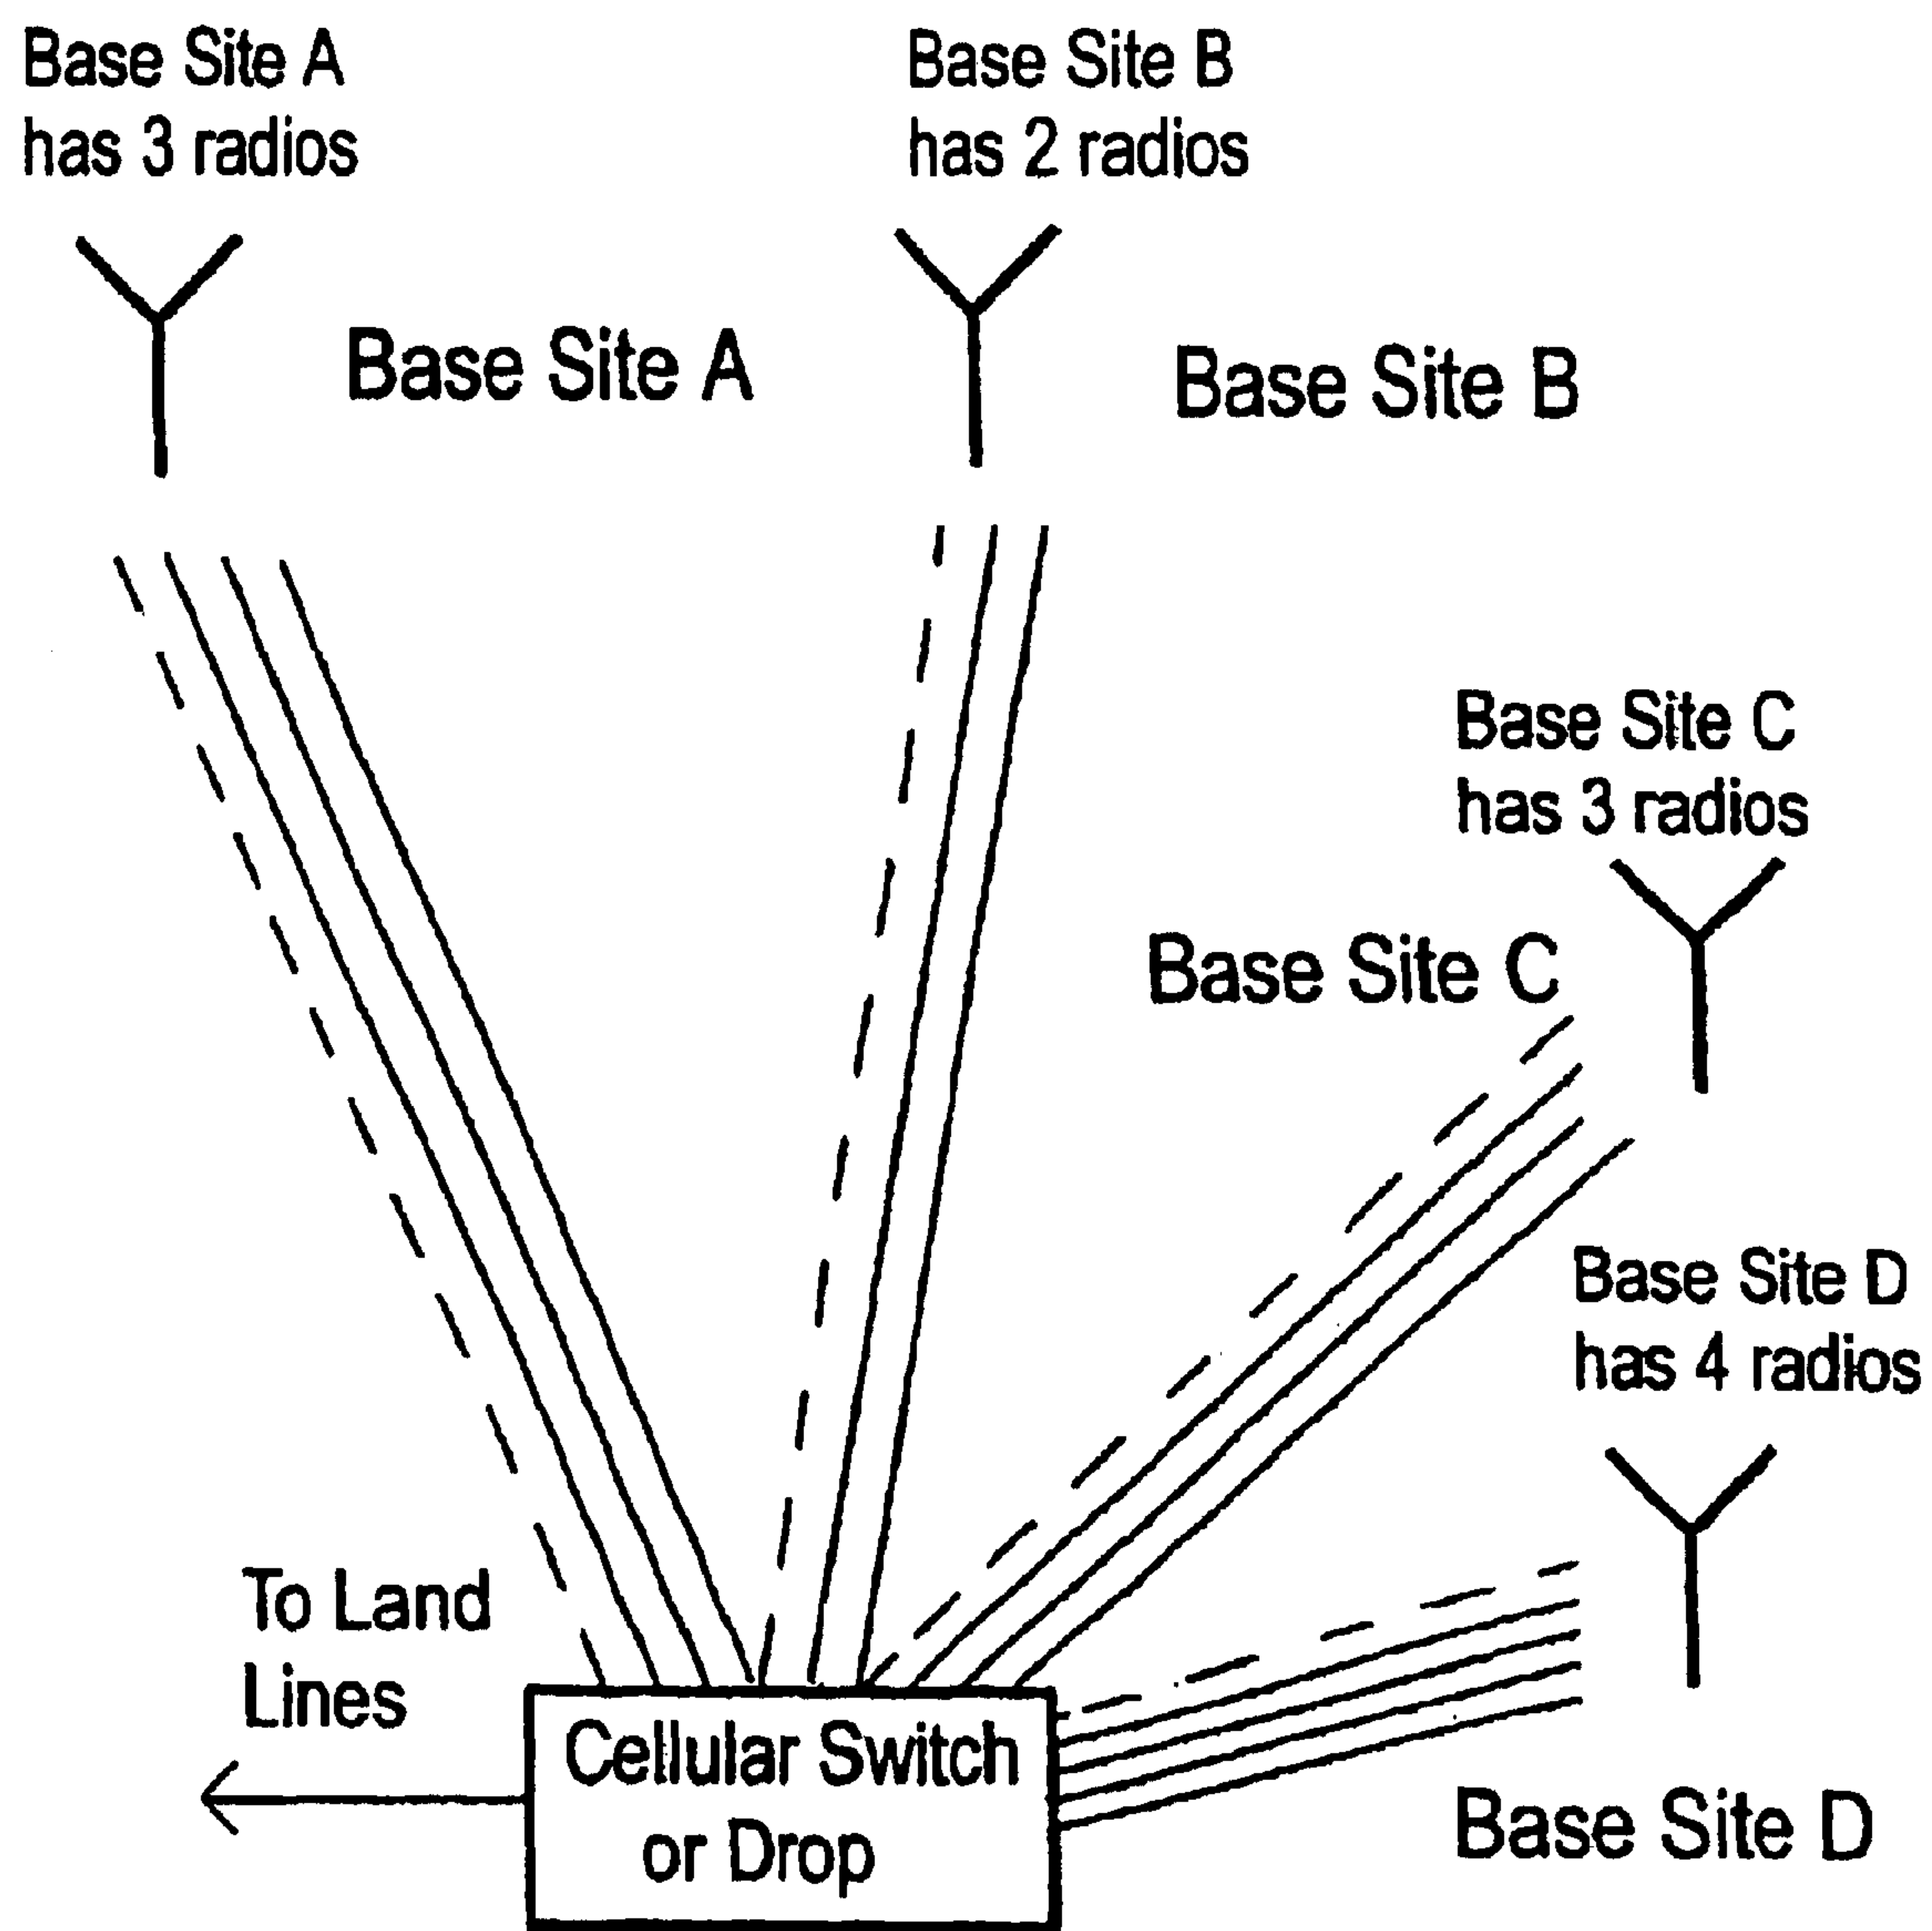 Base Site A
has 3 radios
Base Site B
has 2 radios
Base Site A
Base Site B
Base Site C
has 3 radios
Base Site C
Base Site D
has 4 radios
To Land
Lines
Cellular Switch
or Drop
Base Site D